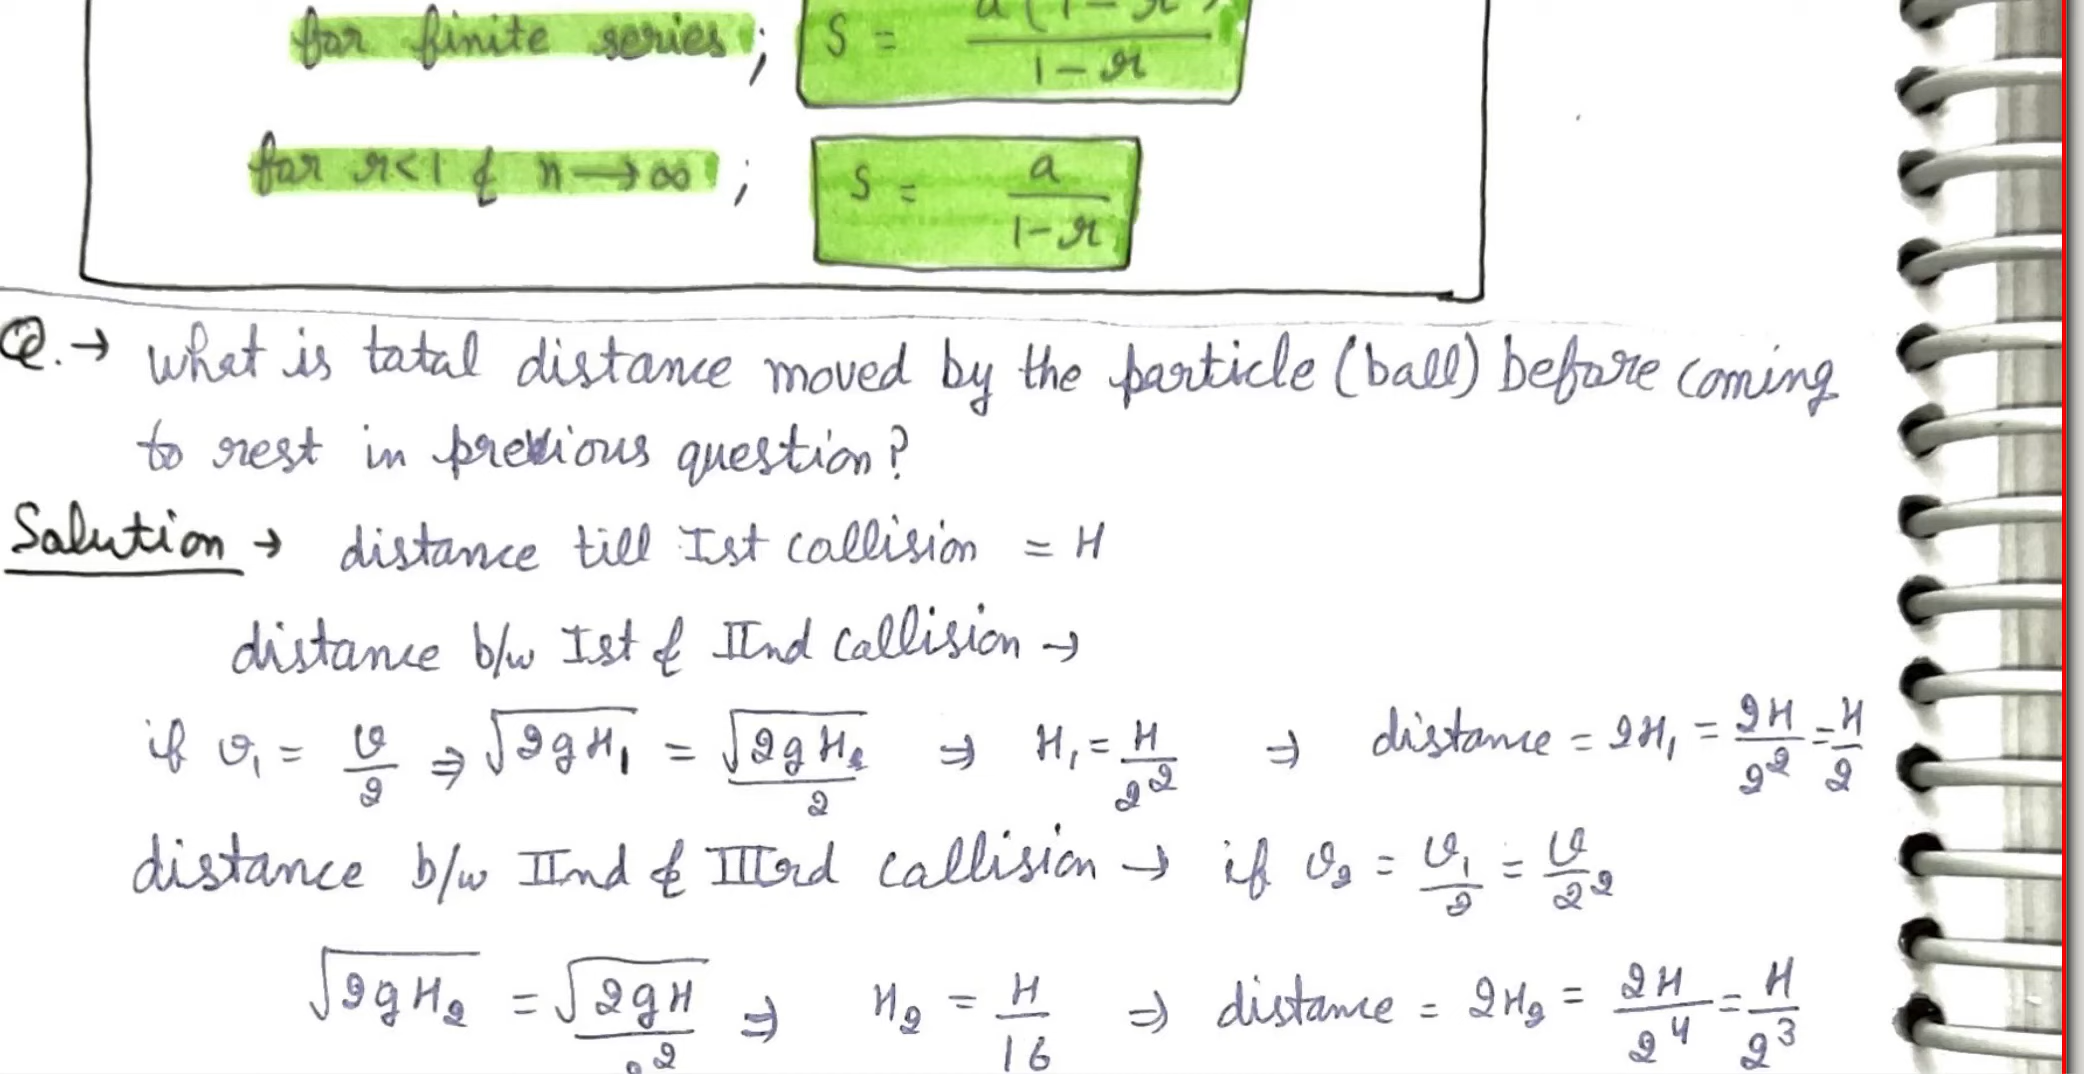 for finite series ; S = a(1-r) / 1-r
for r<1 & n→∞ ; S = a / 1-r
Q.→ What is total distance moved by the particle (ball) before coming
to rest in previous question?
Solution → distance till Ist collision = H
distance b/w Ist & IInd collision →
if v₁ = v/2 ⇒ √2gH₁ = √2gH/2 ⇒ H₁ = H/2² ⇒ distance = 2H₁ = 2H/2² = H/2
distance b/w IInd & IIIrd collision → if v₂ = v₁/2 = v/2²
√2gH₂ = √2gH/2² ⇒ H₂ = H/16 ⇒ distance = 2H₂ = 2H/2⁴ = H/2³